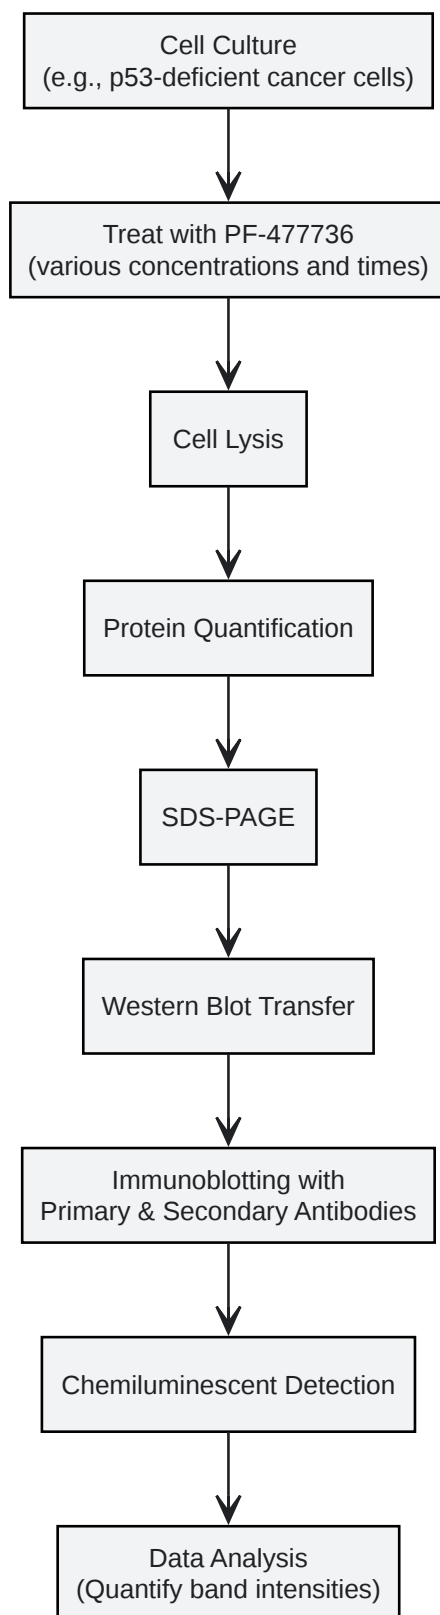 Cell Culture
(e.g., p53-deficient cancer cells)
Treat with PF-477736
(various concentrations and times)
Cell Lysis
Protein Quantification
SDS-PAGE
Western Blot Transfer
Immunoblotting with
Primary & Secondary Antibodies
Chemiluminescent Detection
Data Analysis
(Quantify band intensities)